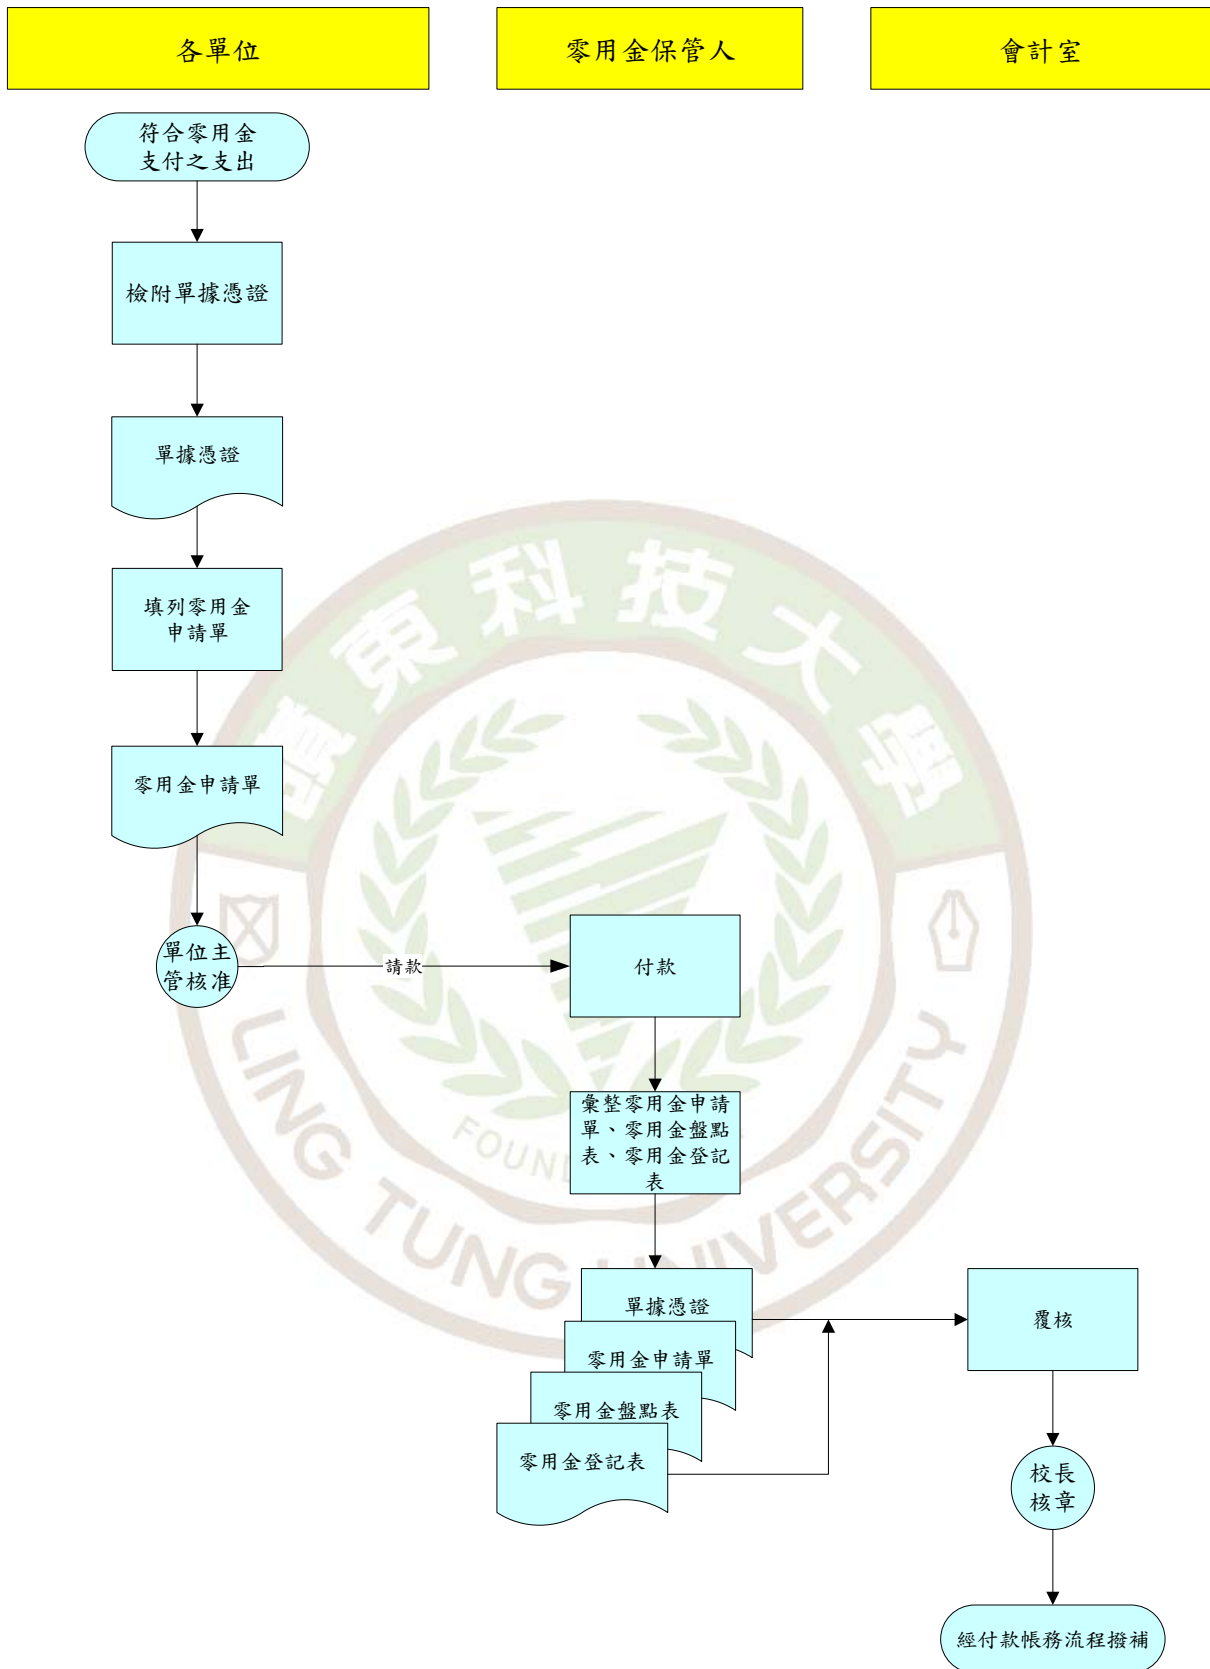 各單位
零用金保管人
會計室
符合零用金
支付之支出
檢附單據憑證
單據憑證
填列零用金
申請單
零用金申請單
單位主
管核准
請款
付款
彙整零用金申請
單、零用金盤點
表、零用金登記
表
單據憑證
零用金申請單
零用金盤點表
零用金登記表
覆核
校長
核章
經付款帳務流程撥補
嶺東科技大學
LING TUNG UNIVERSITY